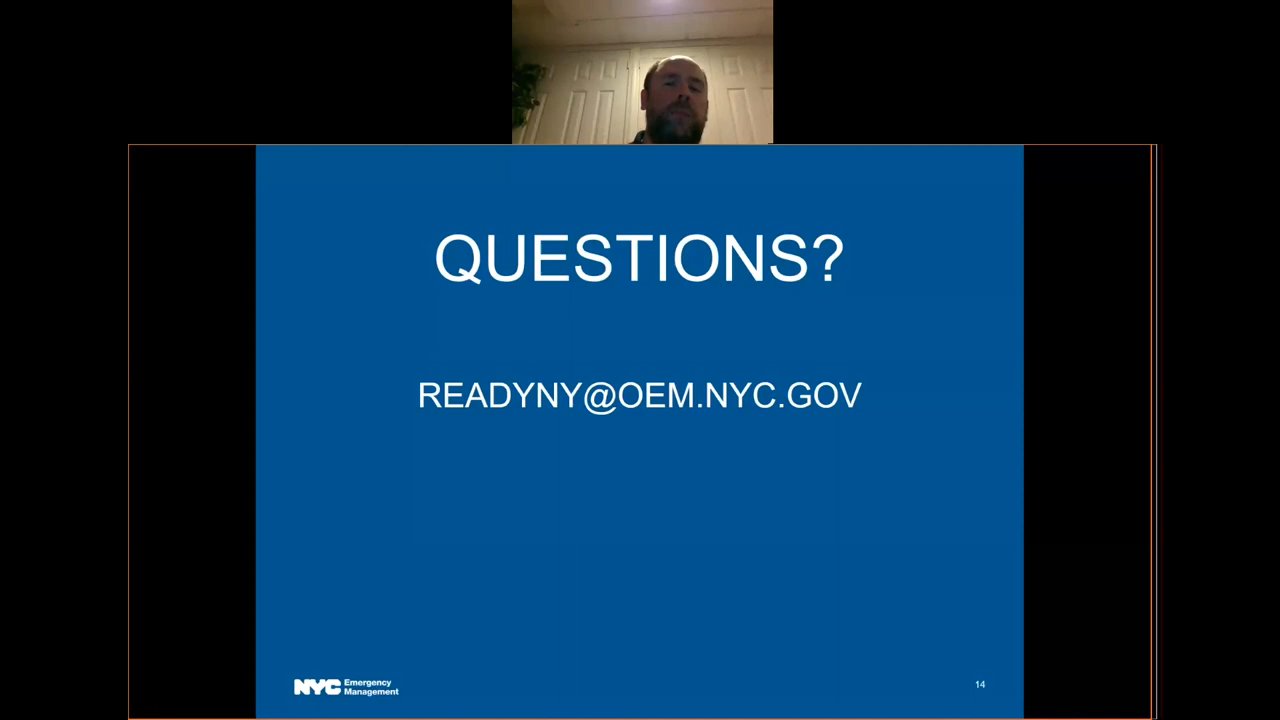 QUESTIONS?
READYNY@OEM.NYC.GOV
NYC Emergency
Management
14